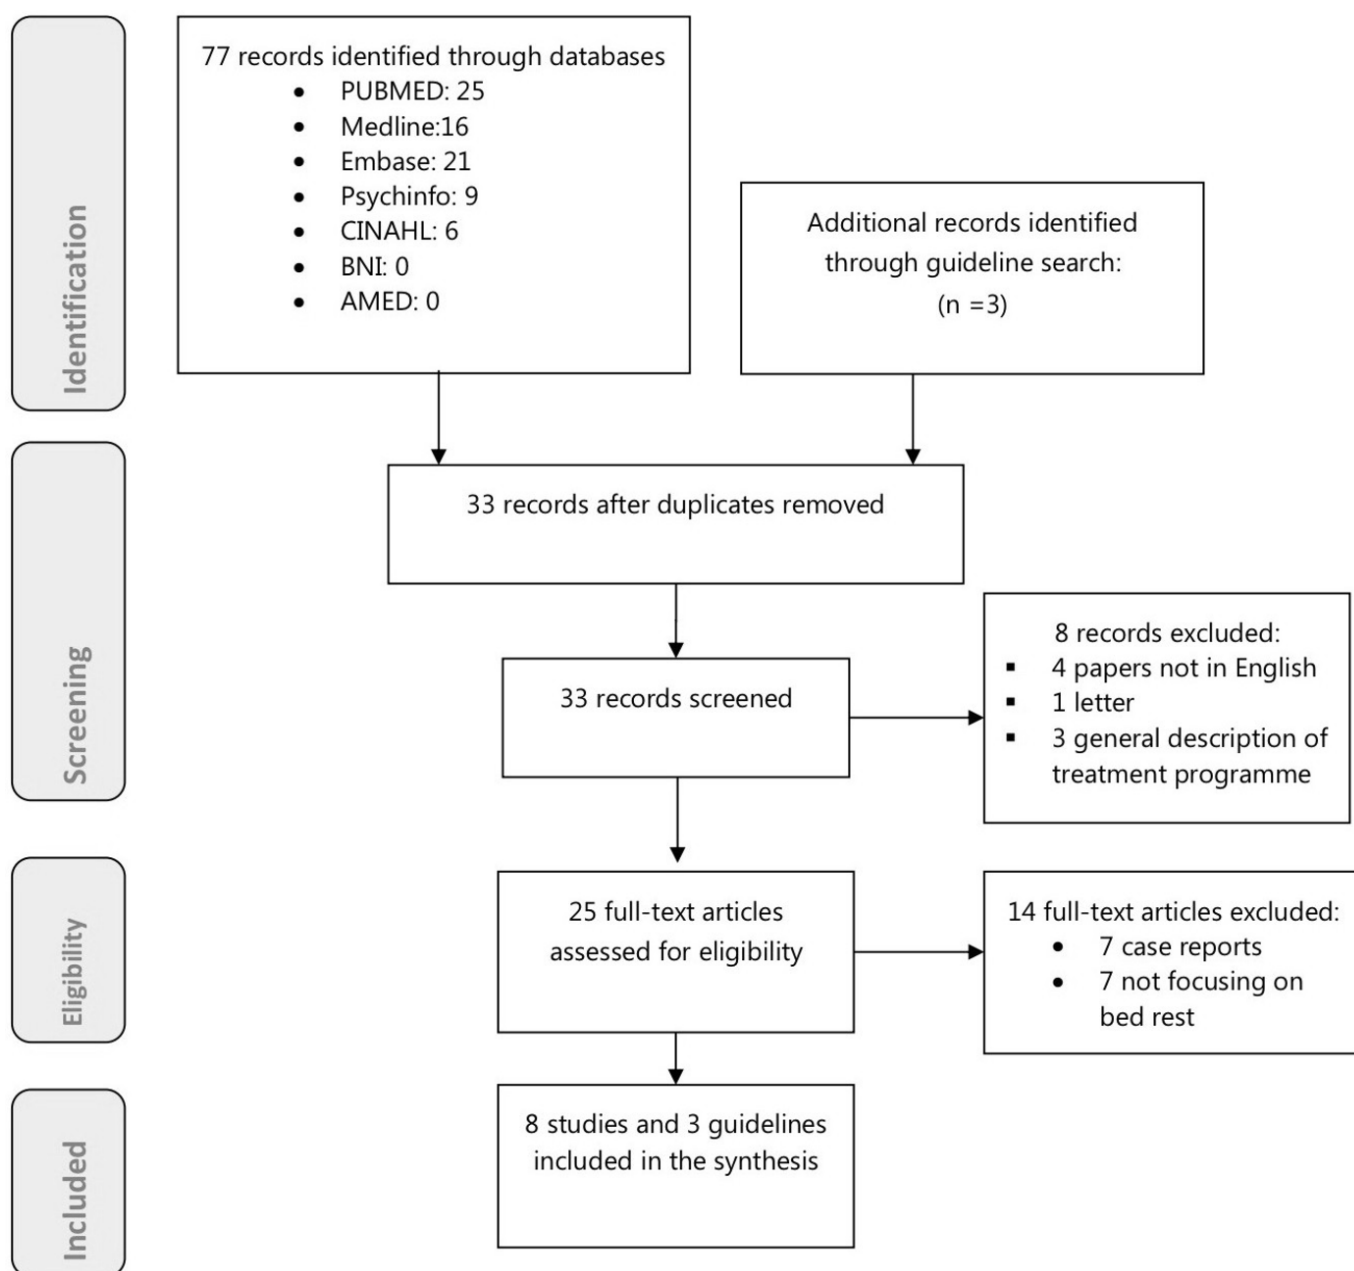 Identification
77 records identified through databases
• PUBMED: 25
• Medline:16
• Embase: 21
• Psychinfo: 9
• CINAHL: 6
• BNI: 0
• AMED: 0
Additional records identified
through guideline search:
(n =3)
Screening
33 records after duplicates removed
33 records screened
8 records excluded:
▪ 4 papers not in English
▪ 1 letter
▪ 3 general description of
treatment programme
Eligibility
25 full-text articles
assessed for eligibility
14 full-text articles excluded:
• 7 case reports
• 7 not focusing on
bed rest
Included
8 studies and 3 guidelines
included in the synthesis